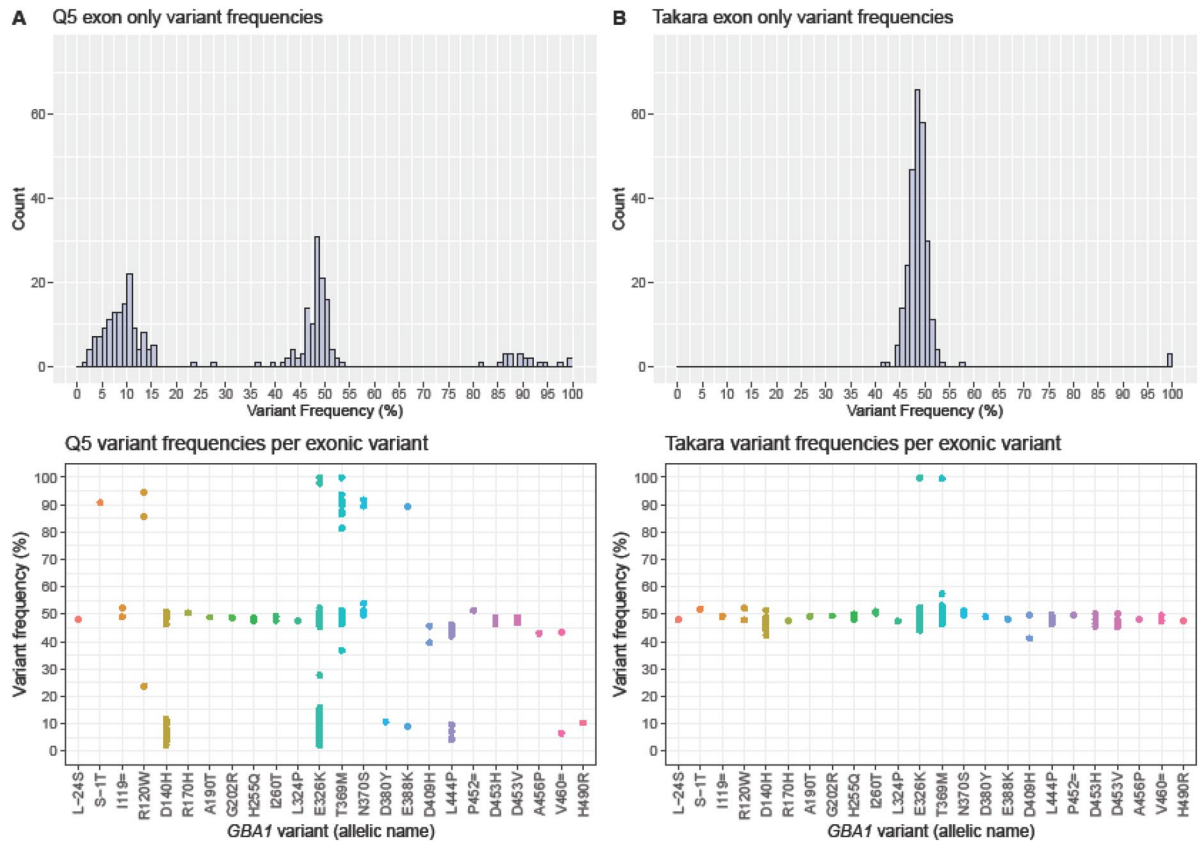 A Q5 exon only variant frequencies
Count
60
40
20
0
0 5 10 15 20 25 30 35 40 45 50 55 60 65 70 75 80 85 90 95 100
Variant Frequency (%)
B Takara exon only variant frequencies
Count
60
40
20
0
0 5 10 15 20 25 30 35 40 45 50 55 60 65 70 75 80 85 90 95 100
Variant Frequency (%)
Q5 variant frequencies per exonic variant
Variant frequency (%)
100
90
80
70
60
50
40
30
20
10
0
L-24S S-1T I119= R120W D140H R170H A190T G202R H255Q I260T L324P E326K T369M N370S D380Y E388K D409H L444P P452= D453H D453V A456P V460= H490R
GBA1 variant (allelic name)
Takara variant frequencies per exonic variant
Variant frequency (%)
100
90
80
70
60
50
40
30
20
10
0
L-24S S-1T I119= R120W D140H R170H A190T G202R H255Q I260T L324P E326K T369M N370S D380Y E388K D409H L444P P452= D453H D453V A456P V460= H490R
GBA1 variant (allelic name)